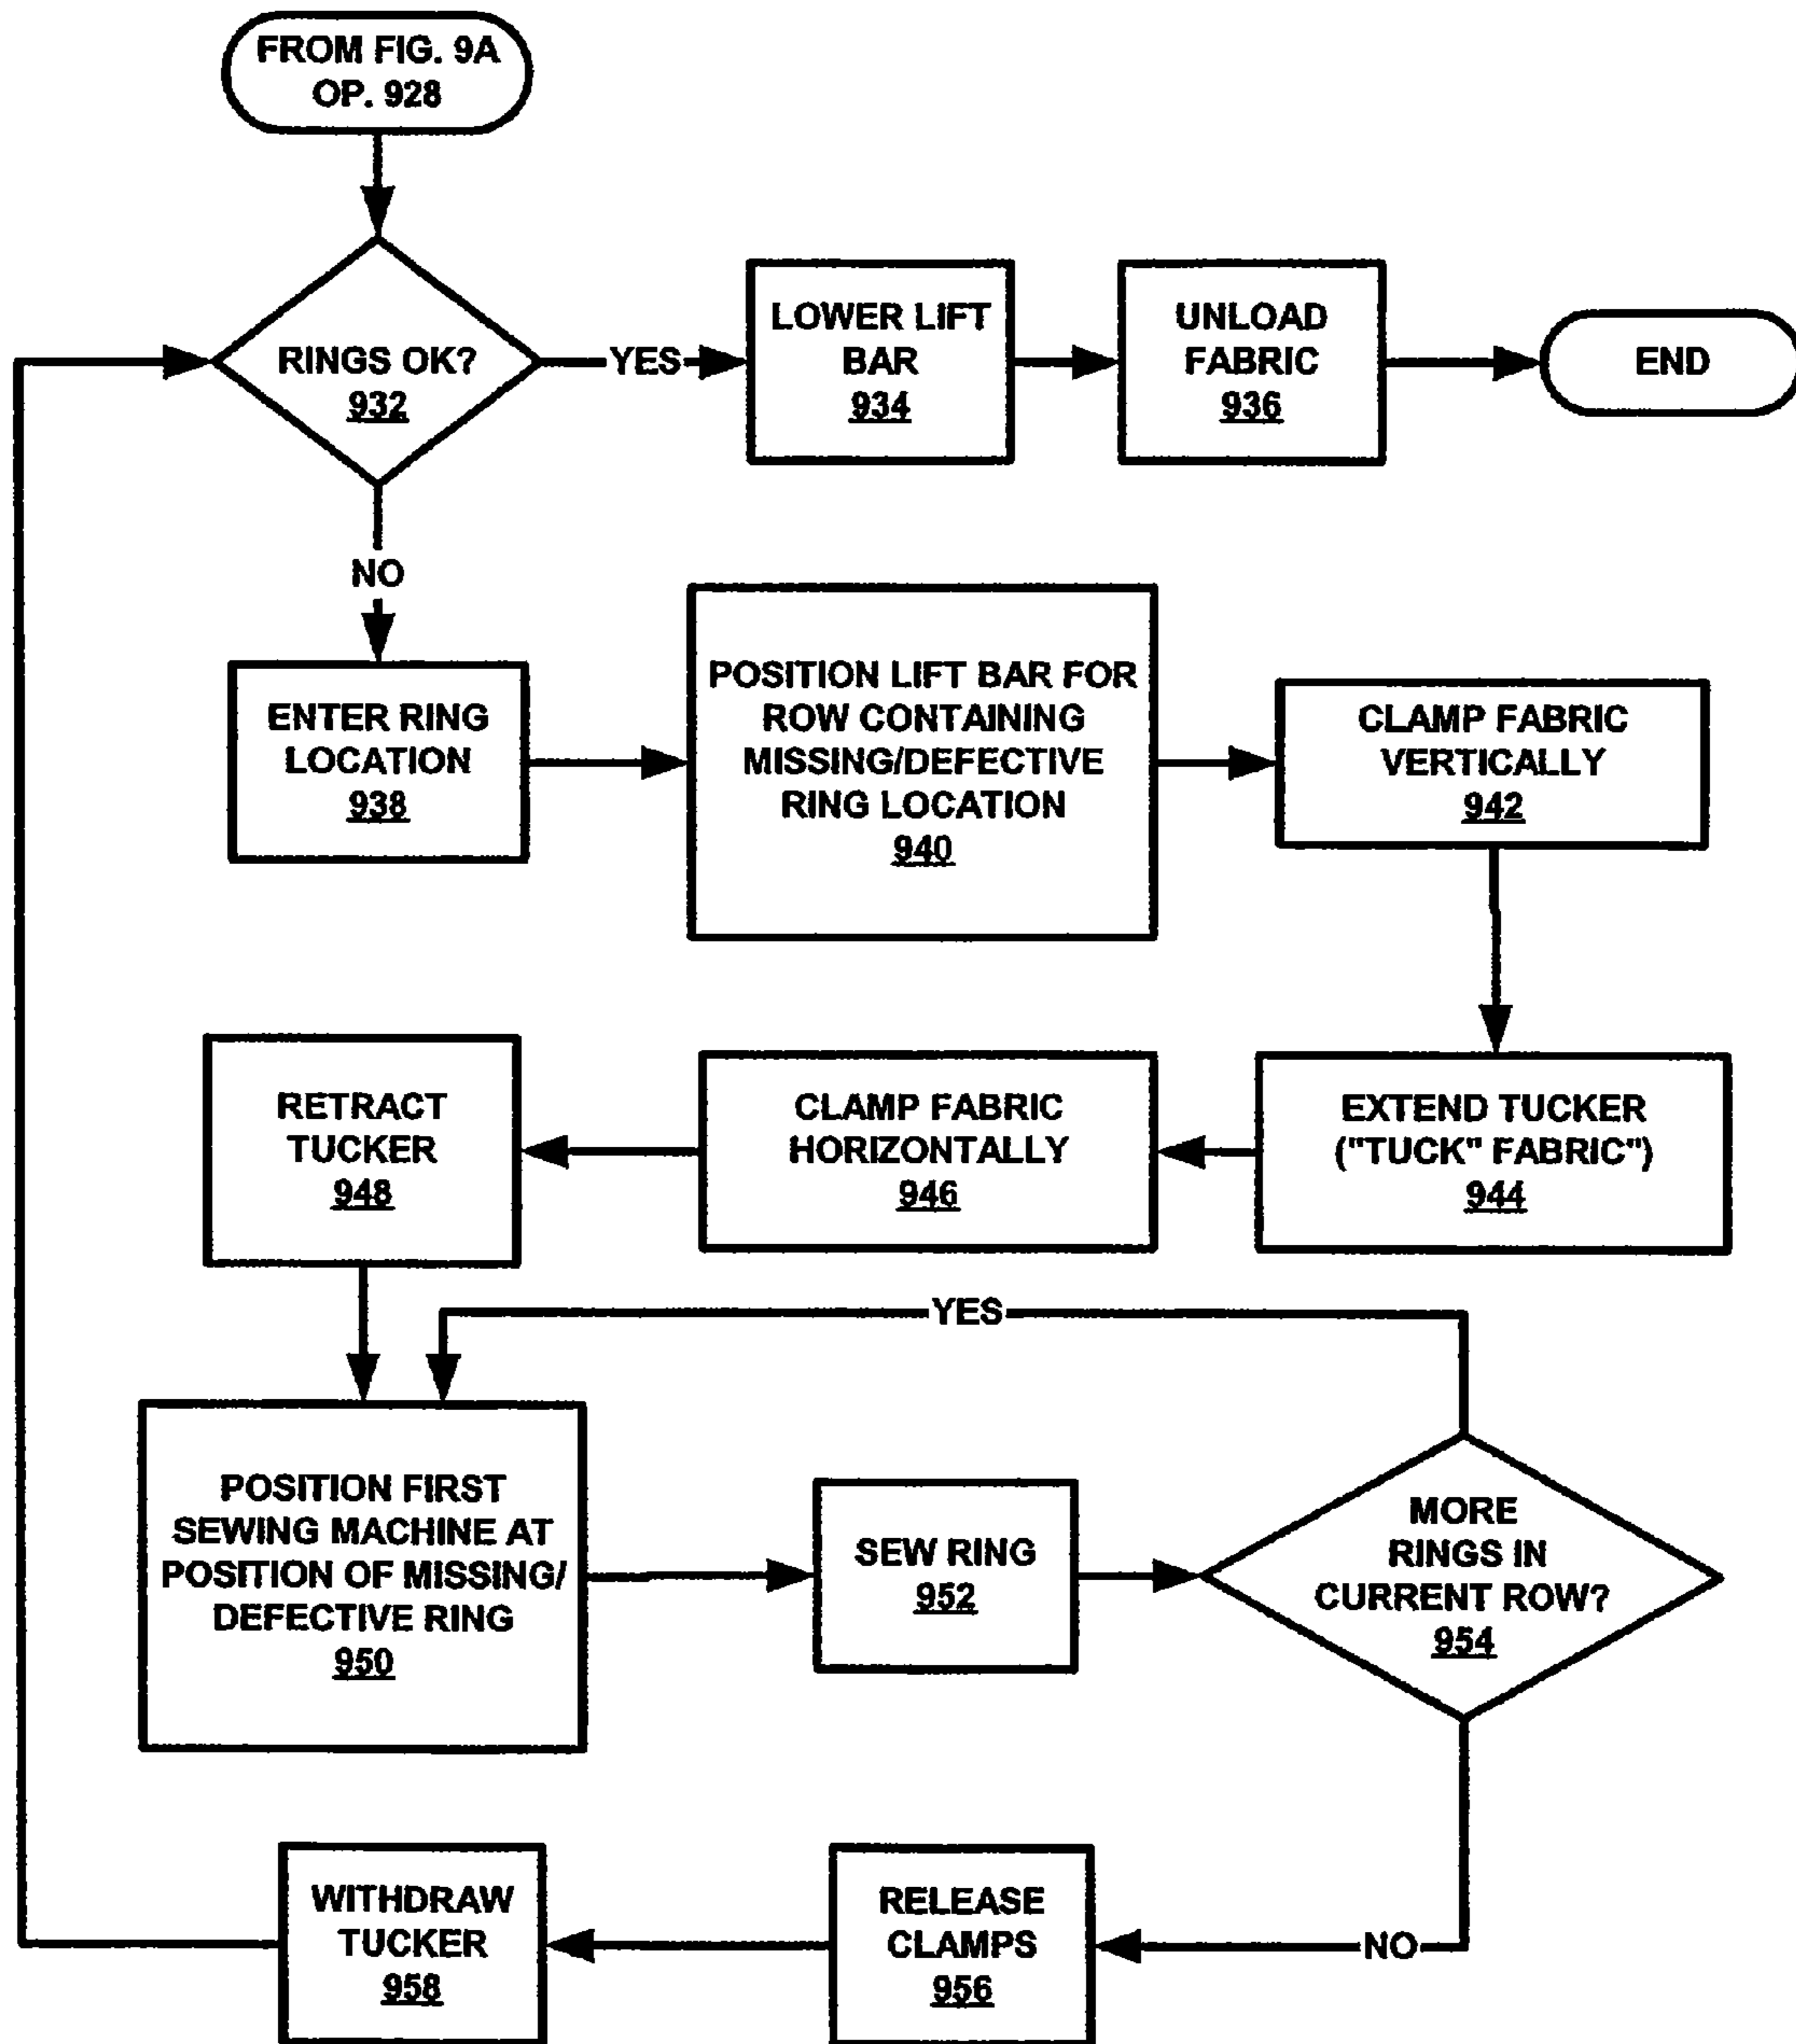 FROM FIG. 9A
OP. 928
RINGS OK?
932
YES
LOWER LIFT
BAR
934
UNLOAD
FABRIC
936
END
NO
ENTER RING
LOCATION
938
POSITION LIFT BAR FOR
ROW CONTAINING
MISSING/DEFECTIVE
RING LOCATION
940
CLAMP FABRIC
VERTICALLY
942
EXTEND TUCKER
("TUCK" FABRIC")
944
CLAMP FABRIC
HORIZONTALLY
946
RETRACT
TUCKER
948
YES
POSITION FIRST
SEWING MACHINE AT
POSITION OF MISSING/
DEFECTIVE RING
950
SEW RING
952
MORE
RINGS IN
CURRENT ROW?
954
NO
RELEASE
CLAMPS
956
WITHDRAW
TUCKER
958